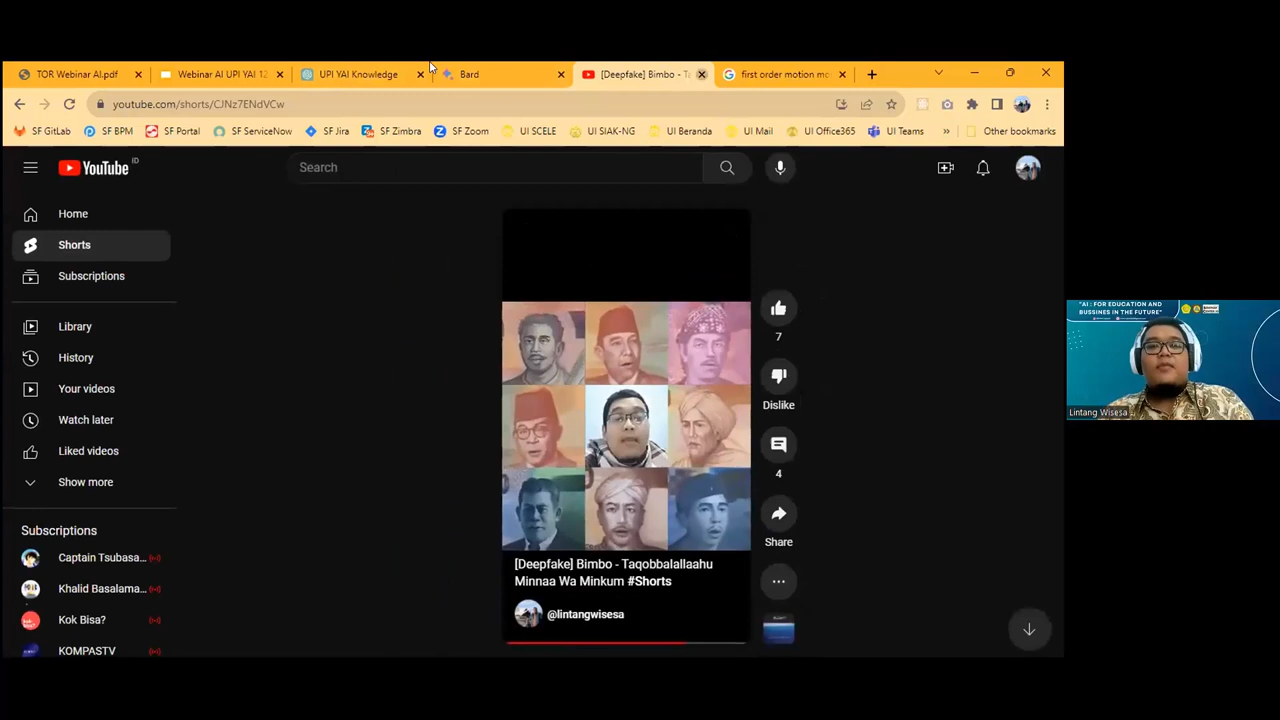 TOR Webinar AI.pdf
Webinar AI UPI YAI 12
UPI YAI Knowledge
Bard
[Deepfake] Bimbo - T
first order motion mo
youtube.com/shorts/CJNz7ENdVCw
SF GitLab
SF BPM
SF Portal
SF ServiceNow
SF Jira
SF Zimbra
SF Zoom
UI SCELE
UI SIAK-NG
UI Beranda
UI Mail
UI Office365
UI Teams
»
Other bookmarks
YouTube ID
Search
Home
Shorts
Subscriptions
Library
History
Your videos
Watch later
Liked videos
Show more
Subscriptions
Captain Tsubasa...
Khalid Basalama...
Kok Bisa?
KOMPASTV
7
Dislike
4
Share
[Deepfake] Bimbo - Taqobbalallaahu
Minnaa Wa Minkum #Shorts
@lintangwisesa
"AI : FOR EDUCATION AND
BUSSINES IN THE FUTURE"
Lintang Wisesa